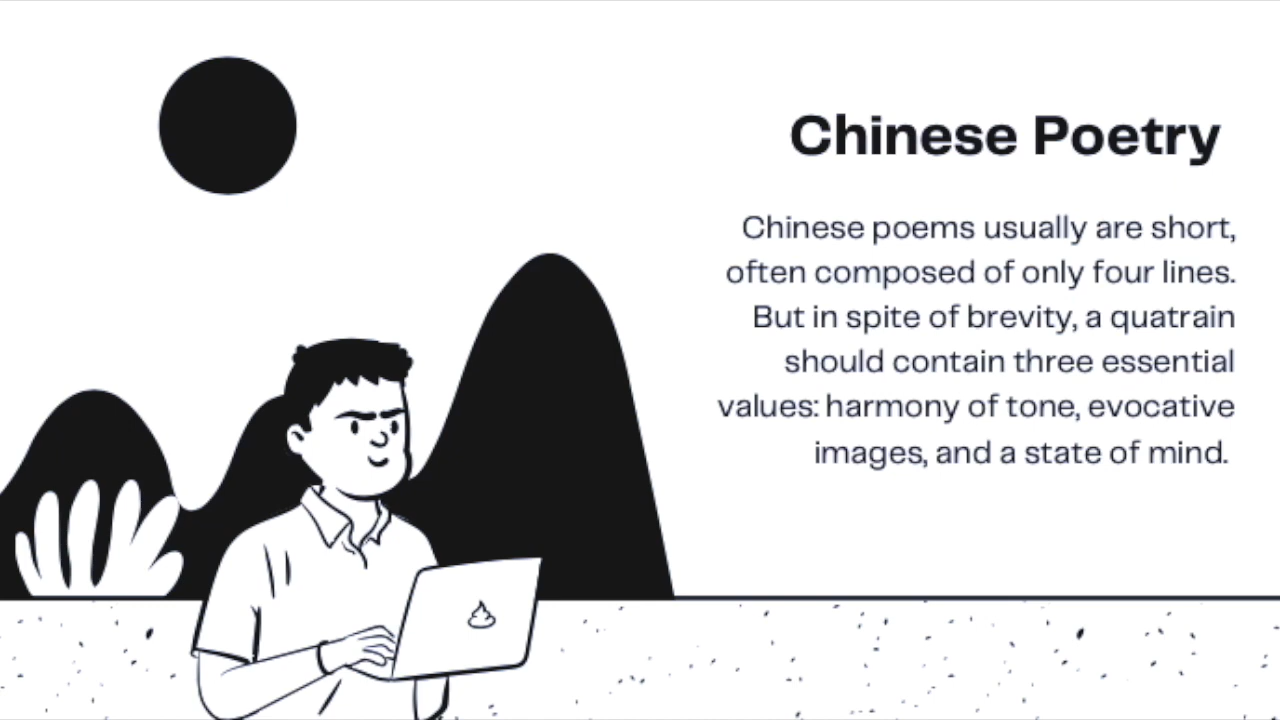 Chinese Poetry
Chinese poems usually are short,
often composed of only four lines.
But in spite of brevity, a quatrain
should contain three essential
values: harmony of tone, evocative
images, and a state of mind.